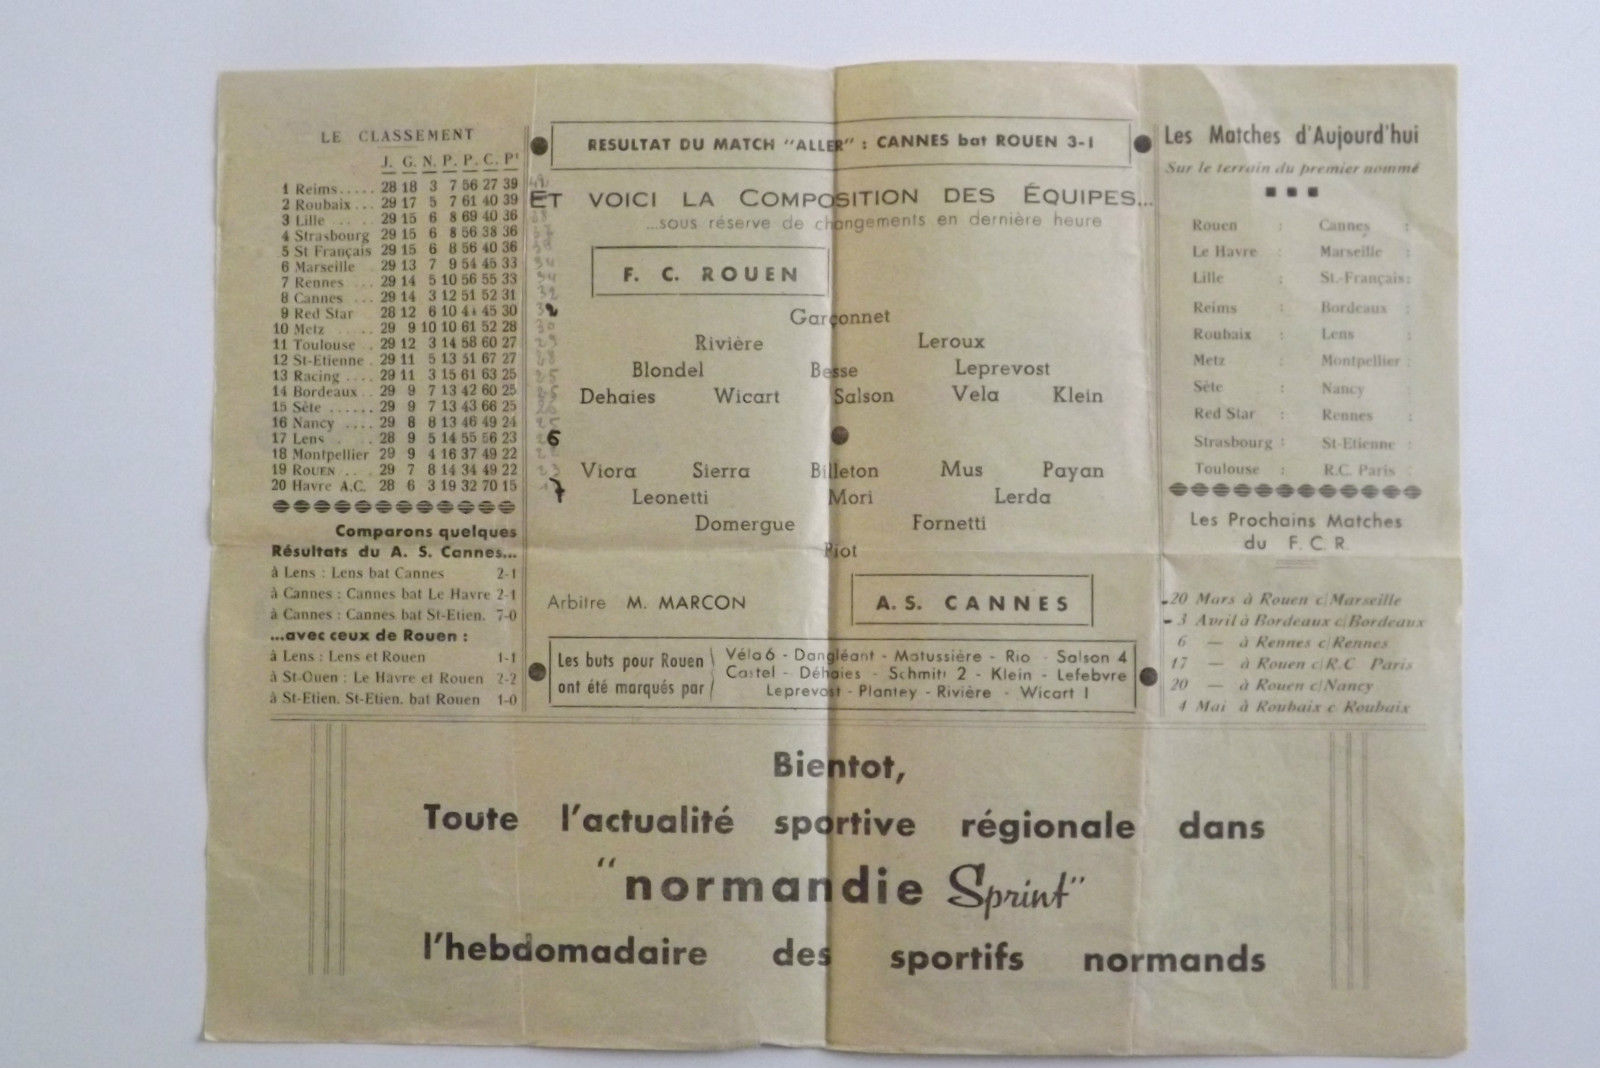 LE CLASSEMENT
J. G. N. P. P. C. Pt
1 Reims..... 28 18 3 7 56 27 39
2 Roubaix... 29 17 5 7 61 40 39
3 Lille ... .. 29 15 6 8 69 40 36
4 Strasbourg 29 15 6 8 56 38 36
5 St Français 29 15 6 8 56 40 36
6 Marseille . 29 13 7 9 54 45 33
7 Rennes ... 29 14 5 10 56 55 33
8 Cannes ... 29 14 3 12 51 52 31
9 Red Star 28 12 6 10 44 45 30
10 Metz ..... 29 9 10 10 61 52 28
11 Toulouse .. 29 12 3 14 58 60 27
12 St-Etienne . 29 11 5 13 51 67 27
13 Racing .... 29 11 3 15 61 63 25
14 Bordeaux .. 29 9 7 13 42 60 25
15 Sète ...... 29 9 7 13 43 66 25
16 Nancy .... 29 8 8 13 46 49 24
17 Lens . .. 28 9 5 14 55 56 23
18 Montpellier 29 9 4 16 37 49 22
19 ROUEN .. . 29 7 8 14 34 49 22
20 Havre A.C. 28 6 3 19 32 70 15
34
34
32
30
25
25
6
23
7
Comparons quelques
Résultats du A. S. Cannes...
à Lens : Lens bat Cannes 2-1
à Cannes : Cannes bat Le Havre 2-1
à Cannes : Cannes bat St-Etien. 7-0
...avec ceux de Rouen :
à Lens : Lens et Rouen 1-1
à St-Ouen : Le Havre et Rouen 2-2
à St-Etien. St-Etien. bat Rouen 1-0
RESULTAT DU MATCH "ALLER" : CANNES bat ROUEN 3-1
ET VOICI LA COMPOSITION DES ÉQUIPES...
...sous réserve de changements en dernière heure
F. C. ROUEN
Garçonnet
Rivière Leroux
Blondel Besse Leprevost
Dehaies Wicart Salson Vela Klein
Viora Sierra Billeton Mus Payan
Leonetti Mori Lerda
Domergue Fornetti
Riot
Arbitre M. MARCON
A. S. CANNES
Les buts pour Rouen
ont été marqués par
Véla 6 - Dangléant - Matussière - Rio - Salson 4
Castel - Déhaies - Schmitt 2 - Klein - Lefebvre
Leprevost - Plantey - Rivière - Wicart 1
Les Matches d'Aujourd'hui
Sur le terrain du premier nommé
Rouen : Cannes :
Le Havre : Marseille :
Lille : St.-Français :
Reims : Bordeaux :
Roubaix : Lens :
Metz : Montpellier :
Sète : Nancy :
Red Star : Rennes :
Strasbourg : St-Etienne :
Toulouse : R.C. Paris :
Les Prochains Matches
du F. C. R.
20 Mars à Rouen c/Marseille
3 Avril à Bordeaux c/Bordeaux
6 — à Rennes c/Rennes
17 — à Rouen c/R.C. Paris
20 — à Rouen c/Nancy
4 Mai à Roubaix c Roubaix
Bientot,
Toute l'actualité sportive régionale dans
"normandie Sprint"
l'hebdomadaire des sportifs normands